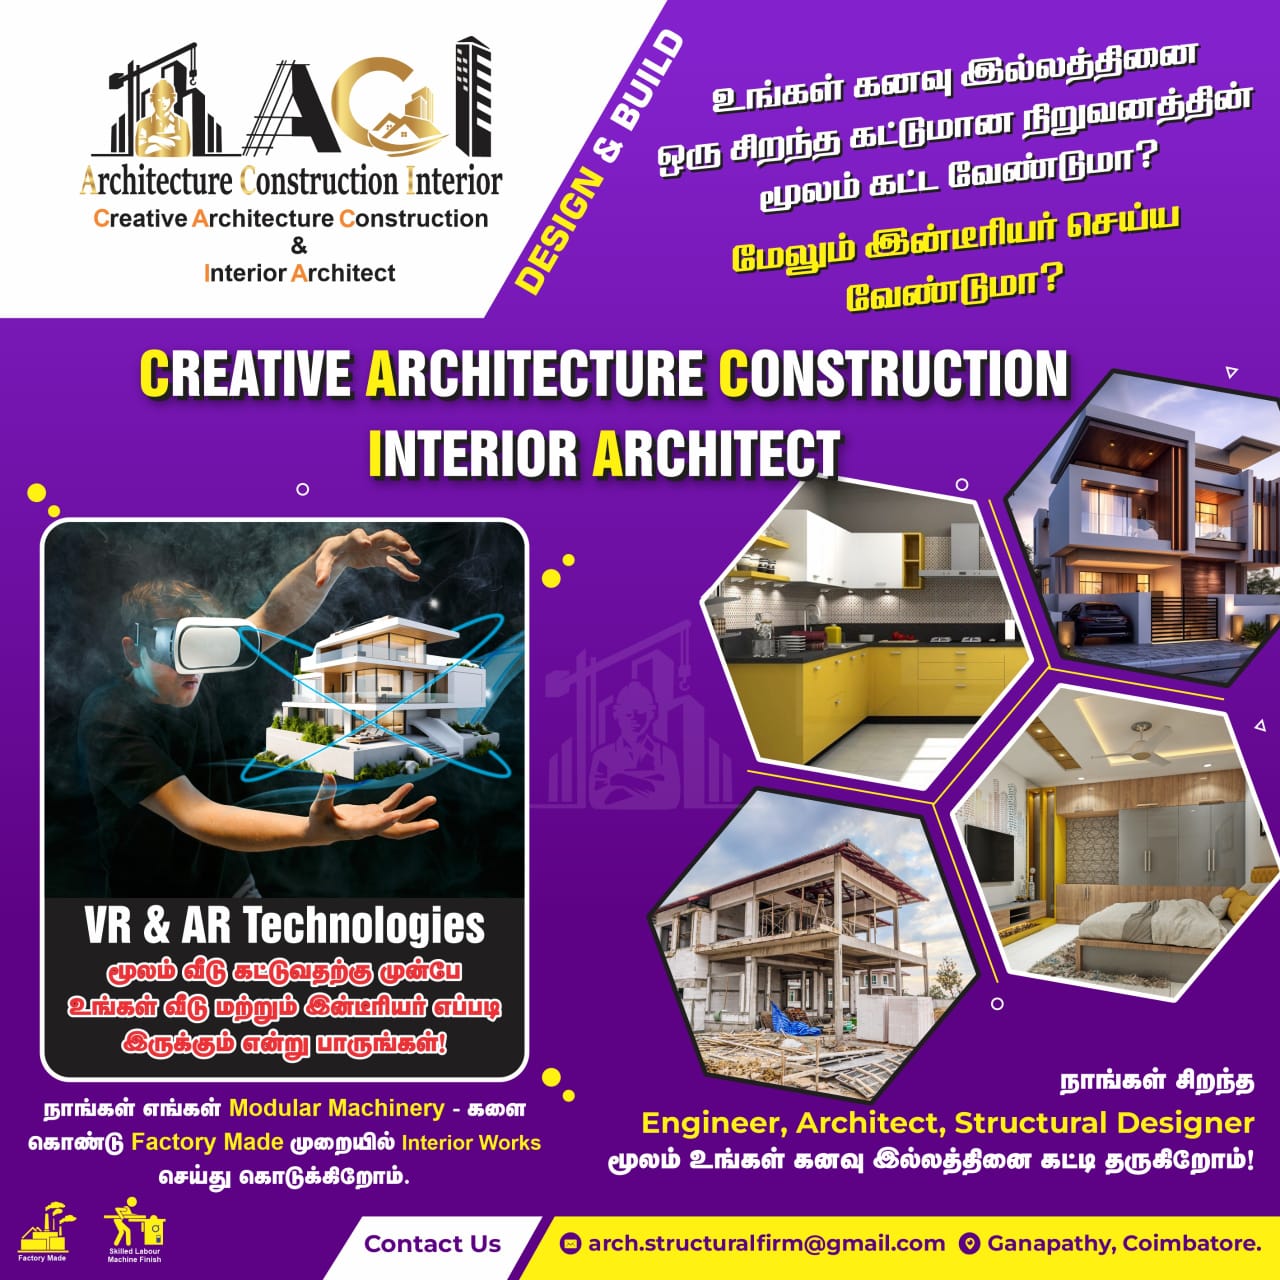 ACI
Architecture Construction Interior
Creative Architecture Construction
&
Interior Architect
DESIGN & BUILD
உங்கள் கனவு இல்லத்தினை
ஒரு சிறந்த கட்டுமான நிறுவனத்தின்
மூலம் கட்ட வேண்டுமா?
மேலும் இன்டீரியர் செய்ய
வேண்டுமா?
CREATIVE ARCHITECTURE CONSTRUCTION
INTERIOR ARCHITECT
VR & AR Technologies
மூலம் வீடு கட்டுவதற்கு முன்பே
உங்கள் வீடு மற்றும் இன்டீரியர் எப்படி
இருக்கும் என்று பாருங்கள்!
நாங்கள் எங்கள் Modular Machinery - களை
கொண்டு Factory Made முறையில் Interior Works
செய்து கொடுக்கிறோம்.
நாங்கள் சிறந்த
Engineer, Architect, Structural Designer
மூலம் உங்கள் கனவு இல்லத்தினை கட்டி தருகிறோம்!
Factory Made
Skilled Labour
Machine Finish
Contact Us
arch.structuralfirm@gmail.com
Ganapathy, Coimbatore.